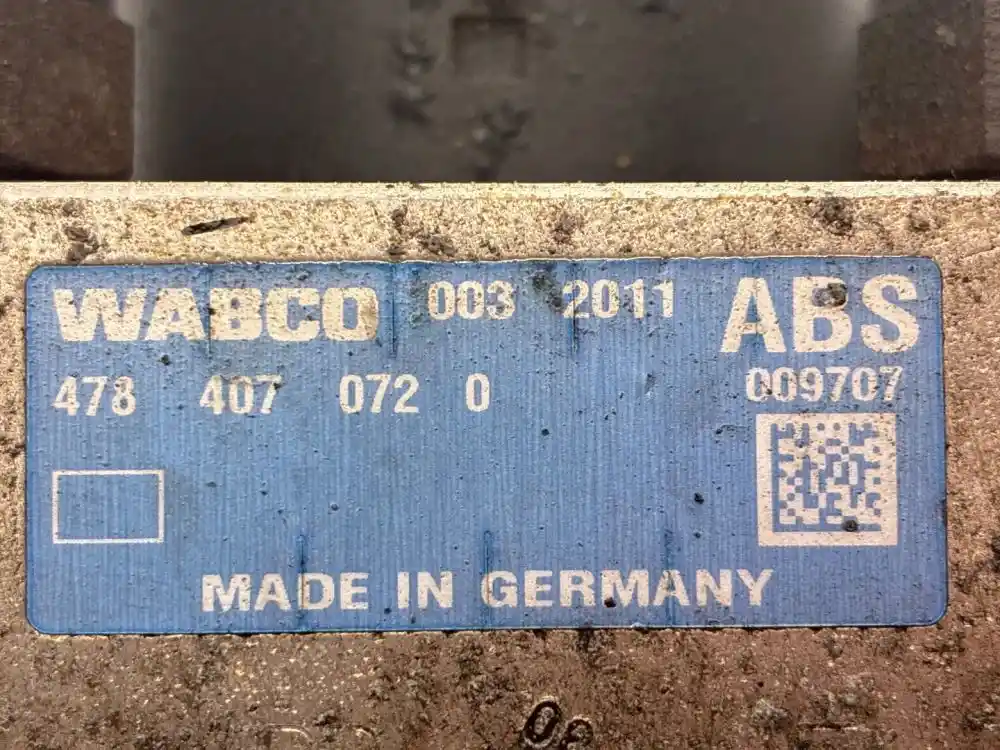 WABCO 003 2011 ABS
478 407 072 0 009707
MADE IN GERMANY